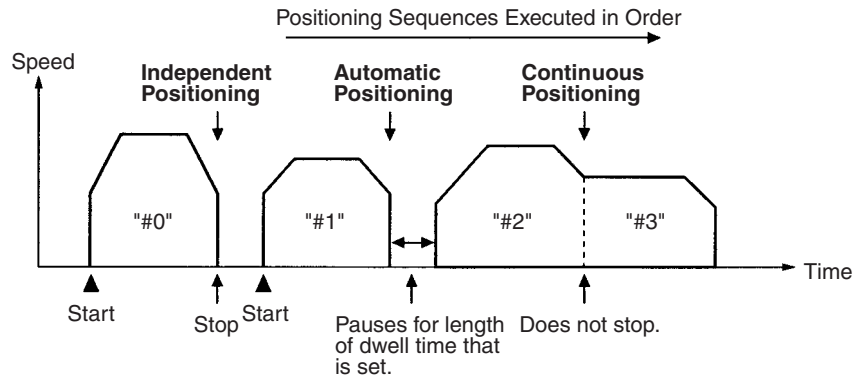 Positioning Sequences Executed in Order
Speed
Independent
Positioning
Automatic
Positioning
Continuous
Positioning
"#0"
"#1"
"#2"
"#3"
Time
Start
Stop
Start
Pauses for length
of dwell time that
is set.
Does not stop.